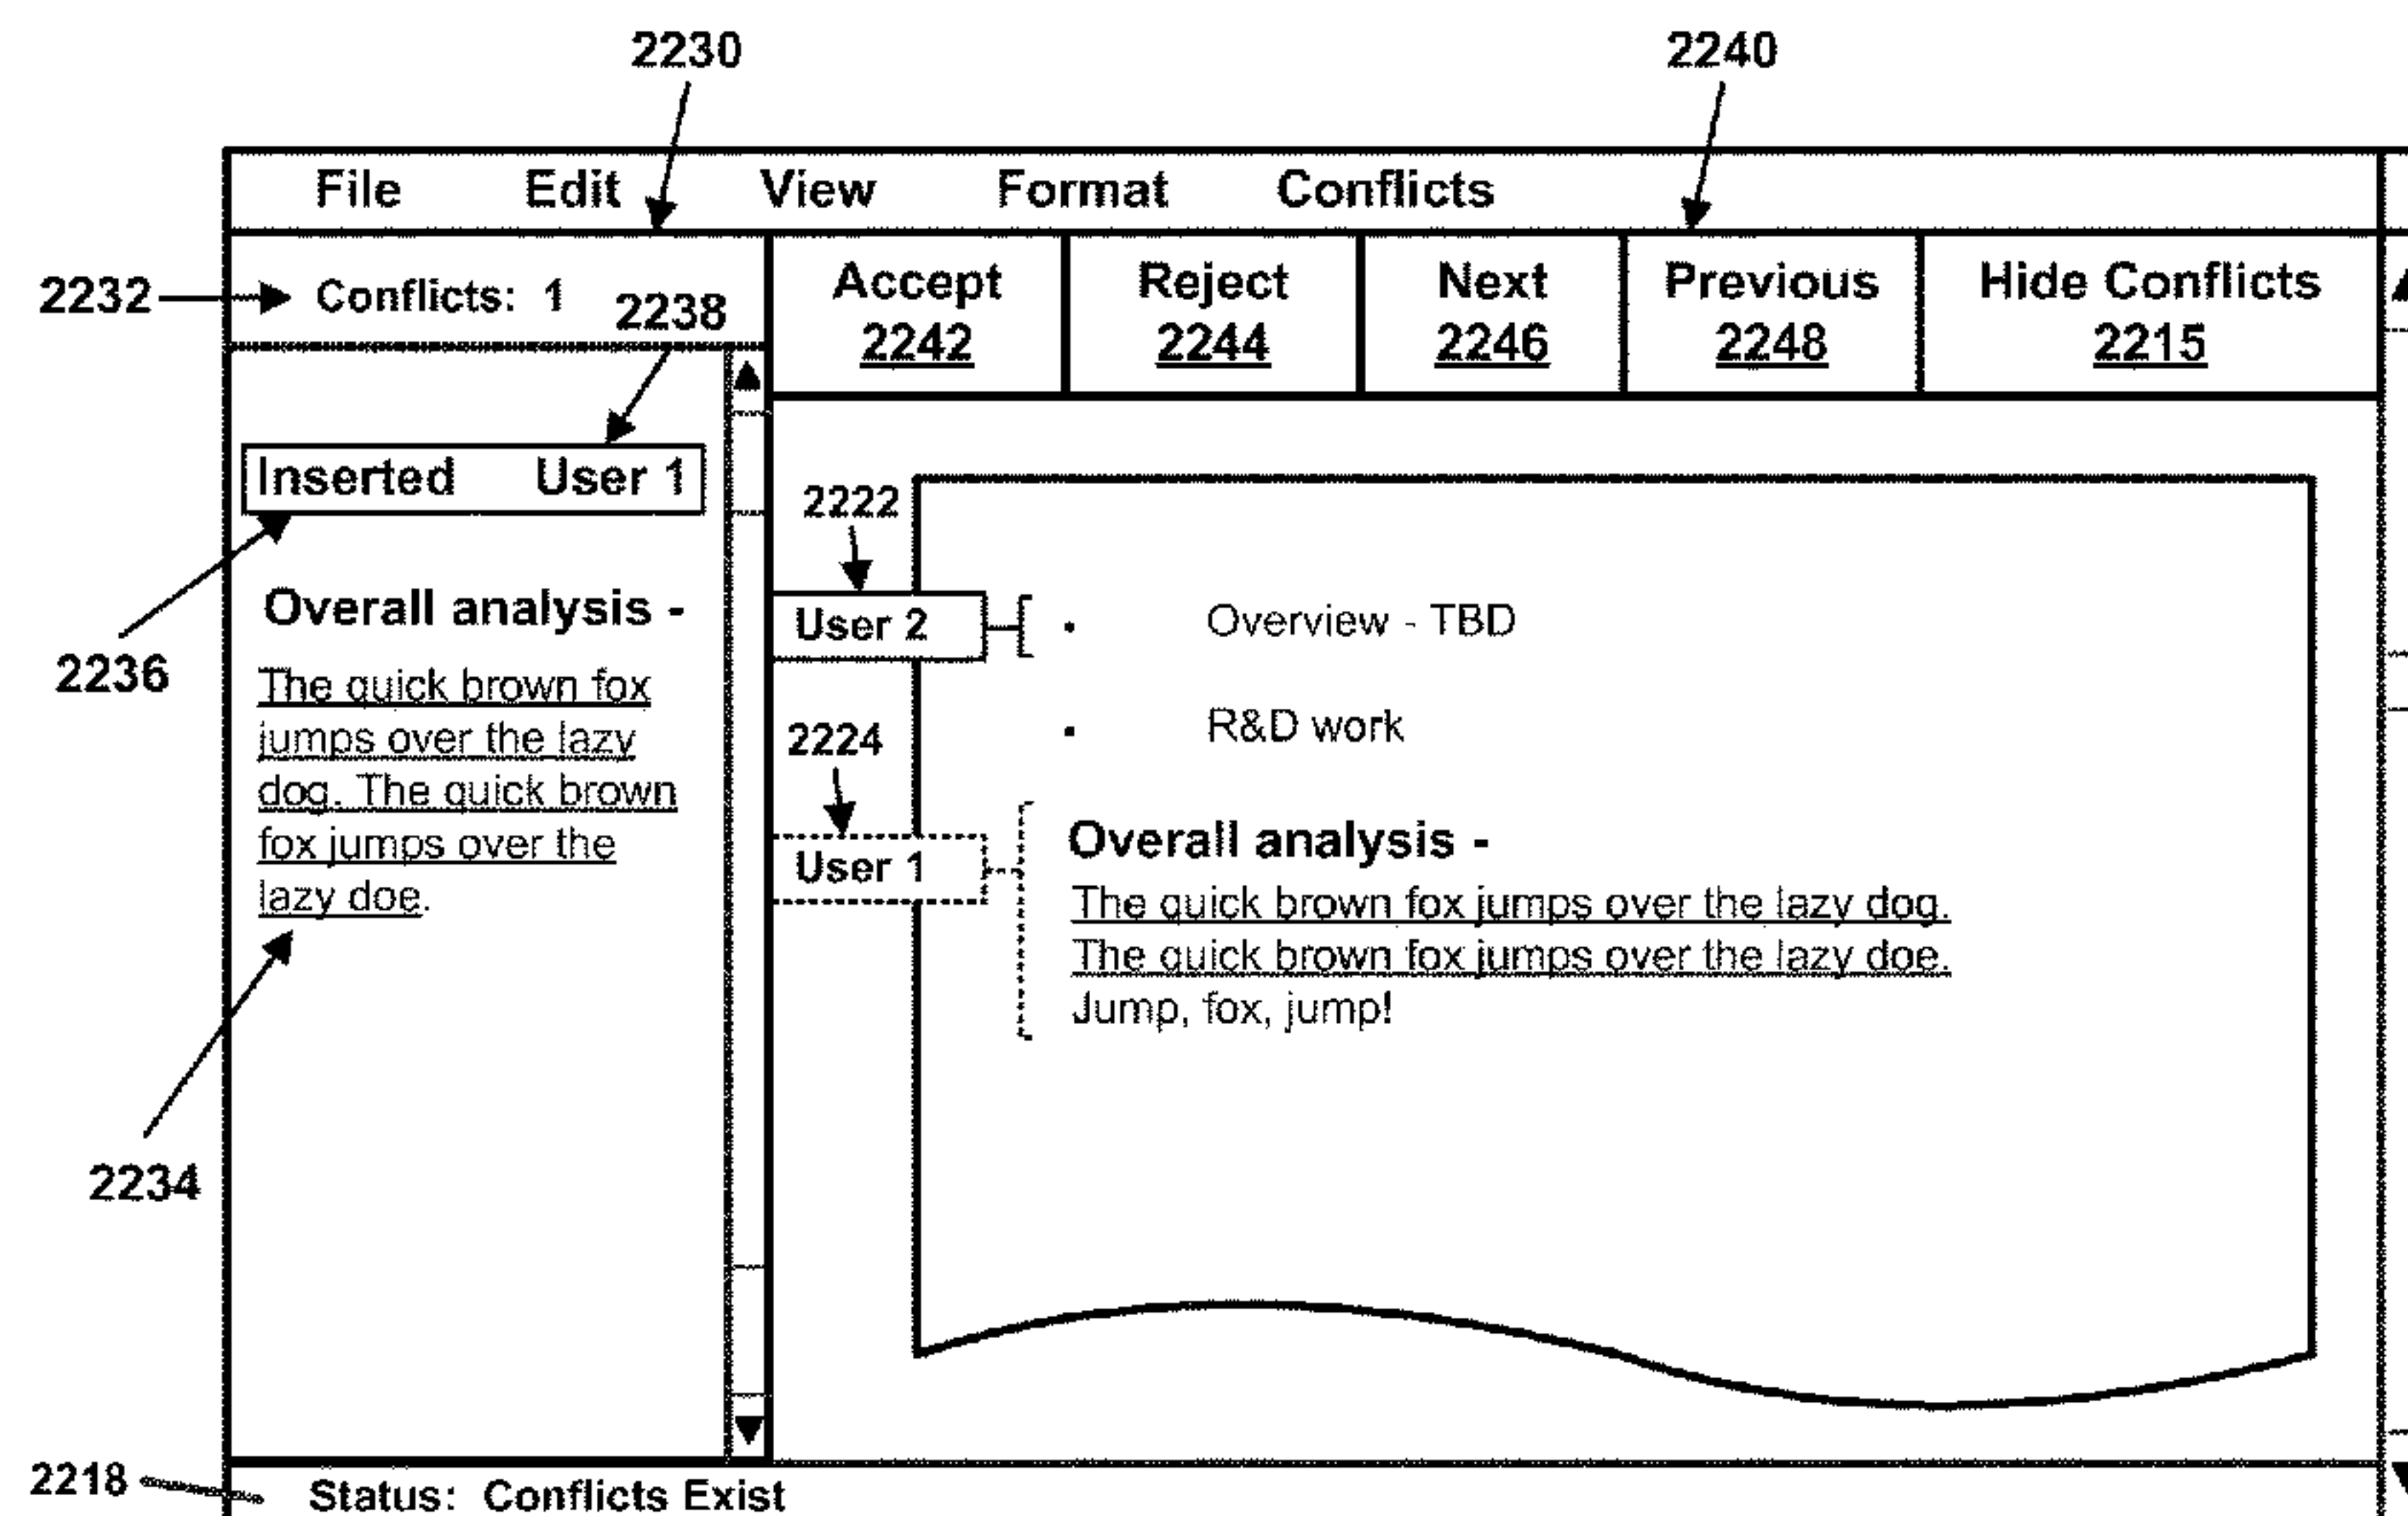 2230
2240
File Edit View Format Conflicts
2232
Conflicts: 1
2238
Accept
2242
Reject
2244
Next
2246
Previous
2248
Hide Conflicts
2215
Inserted User 1
2236
Overall analysis -
The quick brown fox
jumps over the lazy
dog. The quick brown
fox jumps over the
lazy doe.
2234
2222
User 2
· Overview - TBD
· R&D work
2224
User 1
Overall analysis -
The quick brown fox jumps over the lazy dog.
The quick brown fox jumps over the lazy doe.
Jump, fox, jump!
2218
Status: Conflicts Exist